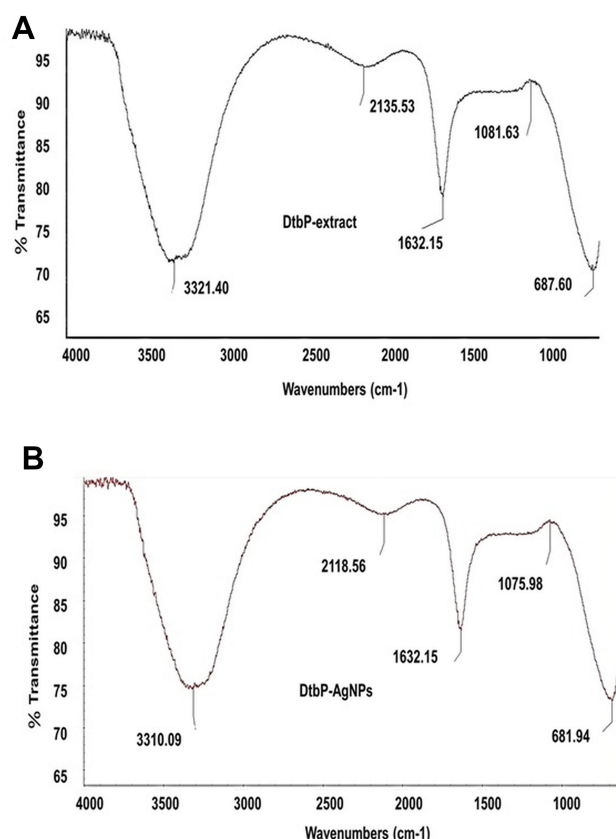 A
% Transmittance
95
90
85
80
75
70
65
2135.53
1081.63
DtbP-extract
1632.15
3321.40
687.60
4000 3500 3000 2500 2000 1500 1000
Wavenumbers (cm-1)
B
% Transmittance
95
90
85
80
75
70
65
2118.56
1075.98
1632.15
DtbP-AgNPs
3310.09
681.94
4000 3500 3000 2500 2000 1500 1000
Wavenumbers (cm-1)